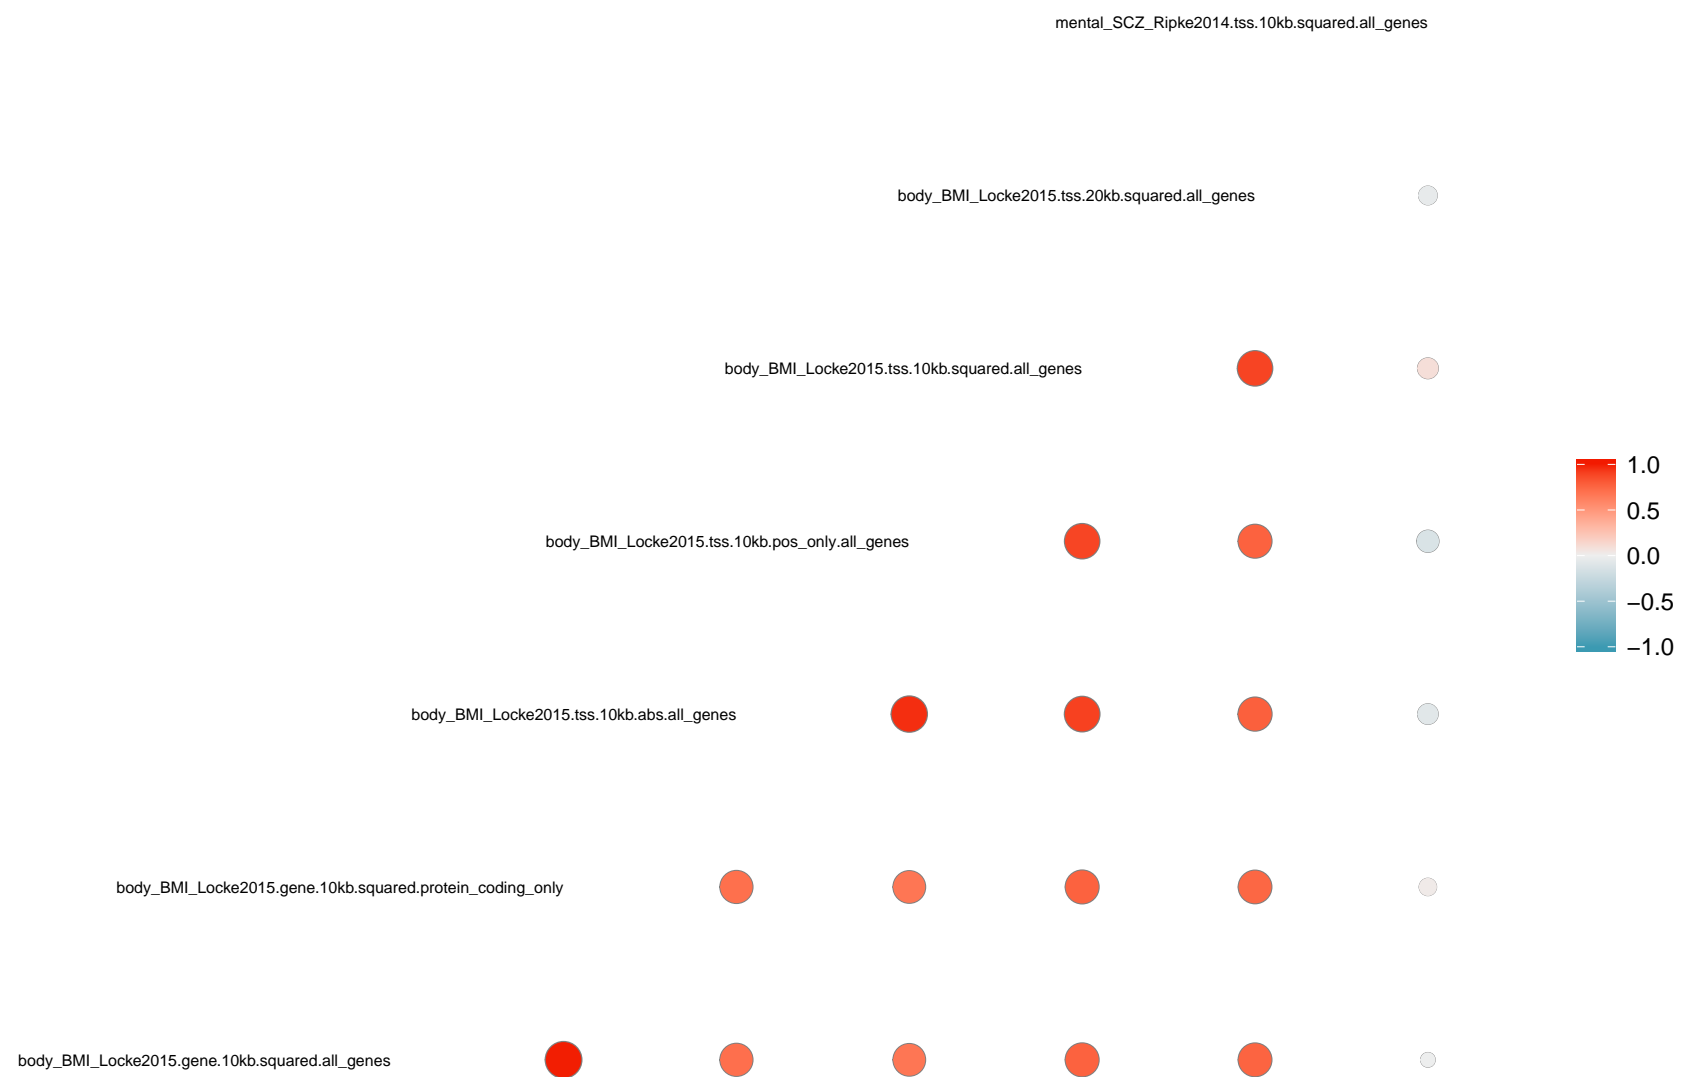 mental_SCZ_Ripke2014.tss.10kb.squared.all_genes
body_BMI_Locke2015.tss.20kb.squared.all_genes
body_BMI_Locke2015.tss.10kb.squared.all_genes
1.0
0.5
body_BMI_Locke2015.tss.10kb.pos_only.all_genes
0.0
−0.5
−1.0
body_BMI_Locke2015.tss.10kb.abs.all_genes
body_BMI_Locke2015.gene.10kb.squared.protein_coding_only
body_BMI_Locke2015.gene.10kb.squared.all_genes